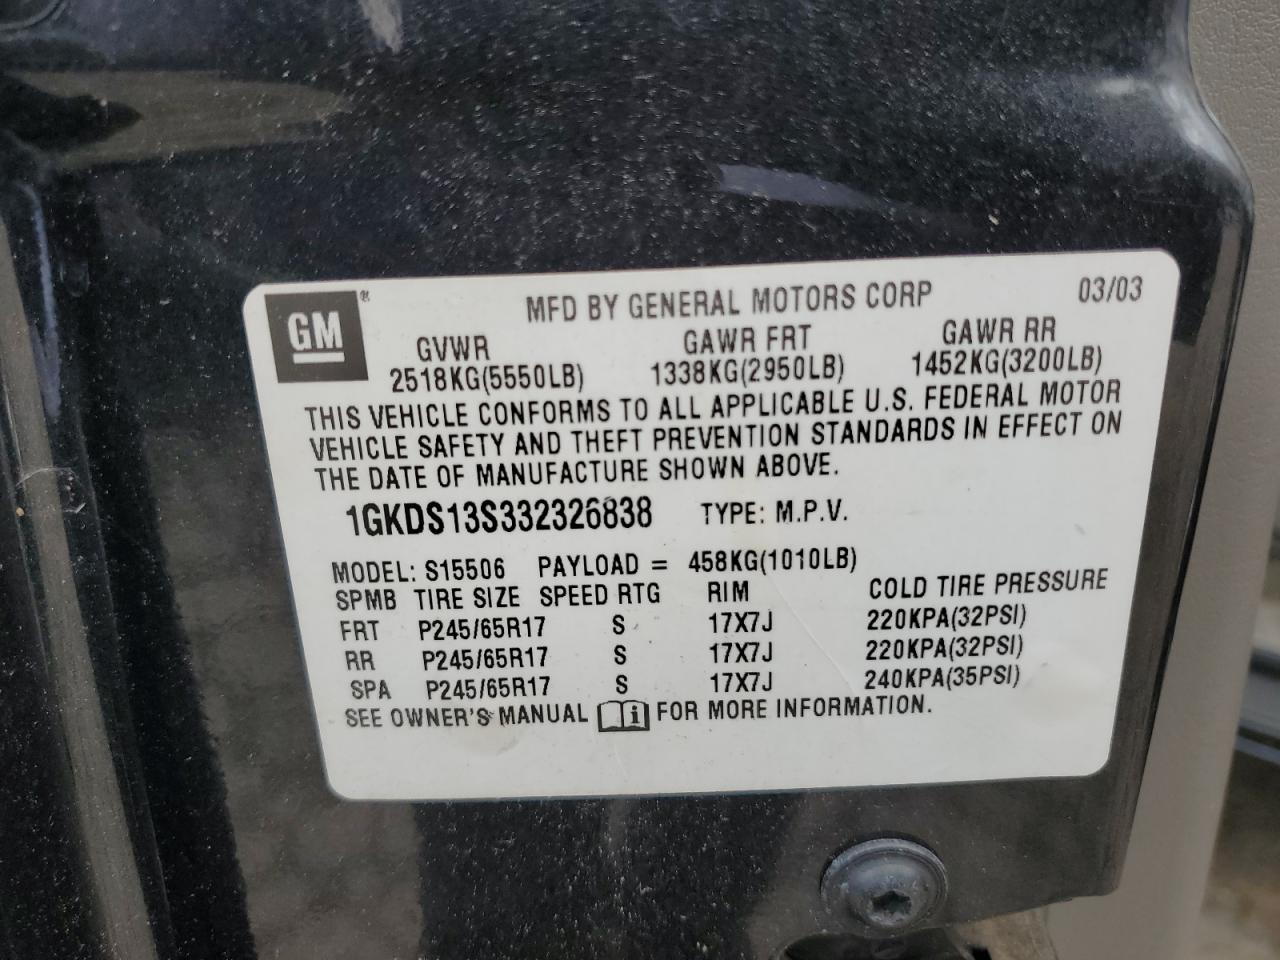 GM® MFD BY GENERAL MOTORS CORP 03/03
GVWR GAWR FRT GAWR RR
2518KG(5550LB) 1338KG(2950LB) 1452KG(3200LB)
THIS VEHICLE CONFORMS TO ALL APPLICABLE U.S. FEDERAL MOTOR
VEHICLE SAFETY AND THEFT PREVENTION STANDARDS IN EFFECT ON
THE DATE OF MANUFACTURE SHOWN ABOVE.
1GKDS13S332326838 TYPE: M.P.V.
MODEL: S15506 PAYLOAD = 458KG(1010LB)
SPMB TIRE SIZE SPEED RTG RIM COLD TIRE PRESSURE
FRT P245/65R17 S 17X7J 220KPA(32PSI)
RR P245/65R17 S 17X7J 220KPA(32PSI)
SPA P245/65R17 S 17X7J 240KPA(35PSI)
SEE OWNER'S MANUAL i FOR MORE INFORMATION.